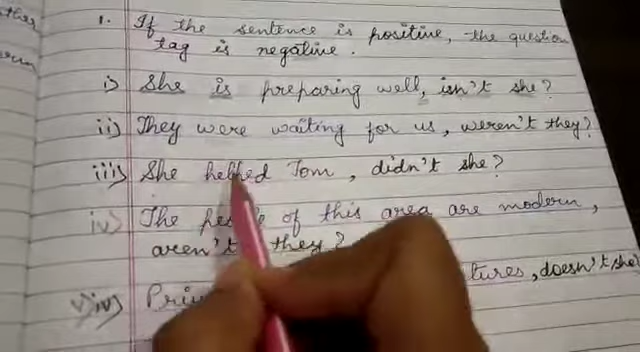 1. If the sentence is positive, the question
tag is negative.
i) She is preparing well, isn't she?
ii) They were waiting for us, weren't they?
iii) She helped Tom, didn't she?
iv) The of this area are modern,
aren't they?
tures, doesn't she